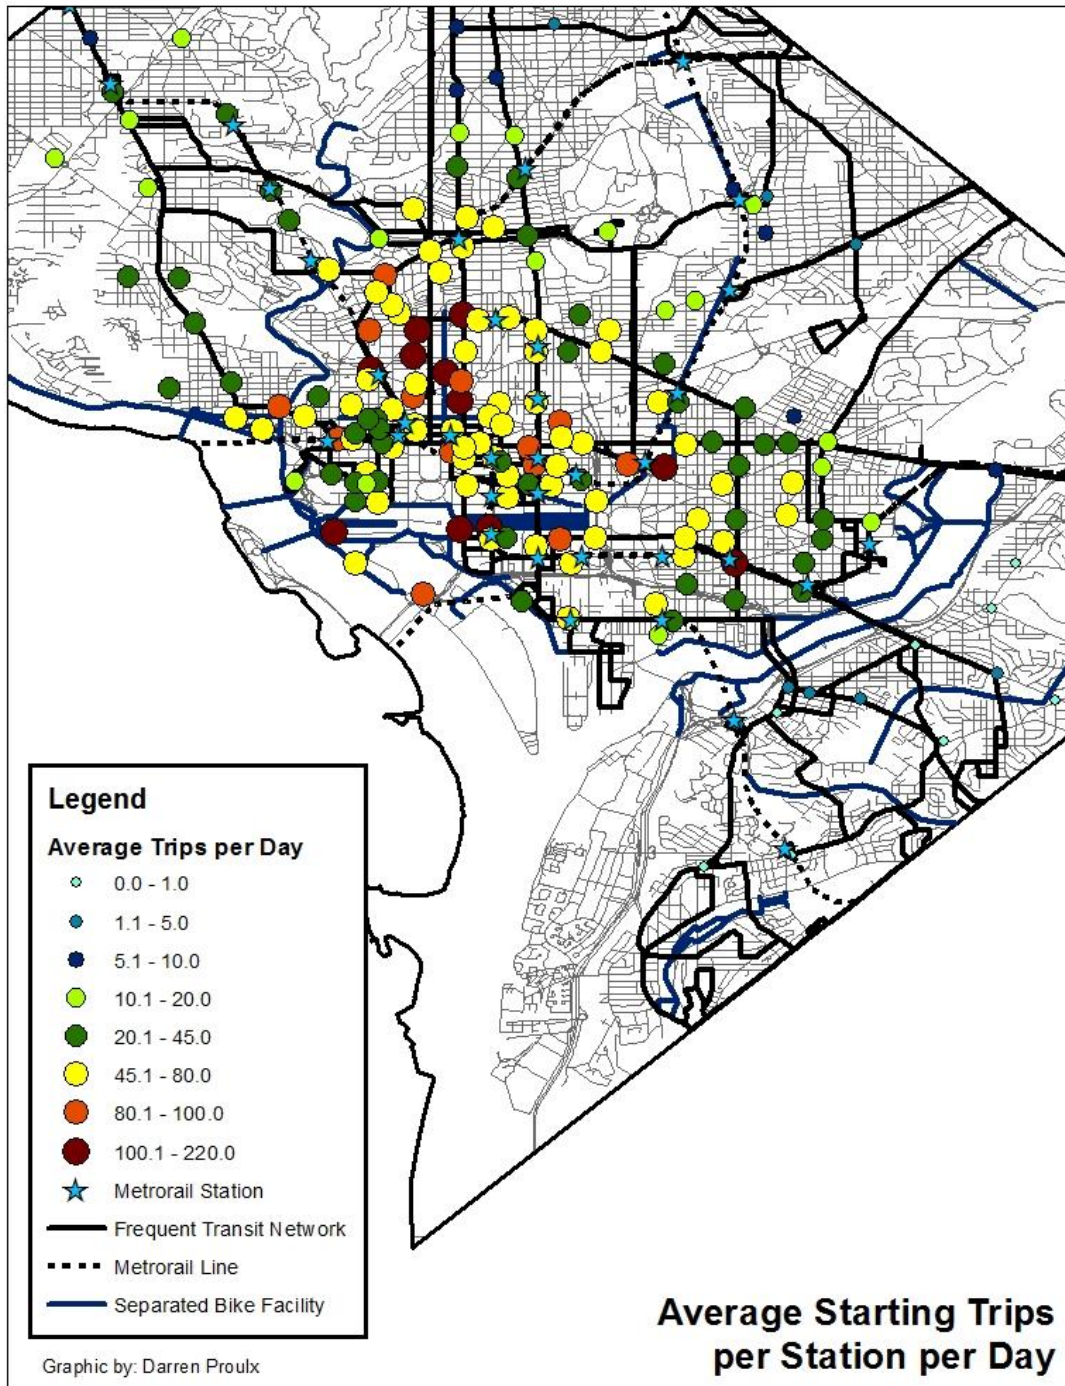 Legend
Average Trips per Day
0.0 - 1.0
1.1 - 5.0
5.1 - 10.0
10.1 - 20.0
20.1 - 45.0
45.1 - 80.0
80.1 - 100.0
100.1 - 220.0
Metrorail Station
Frequent Transit Network
Metrorail Line
Separated Bike Facility
Graphic by: Darren Proulx
Average Starting Trips
per Station per Day